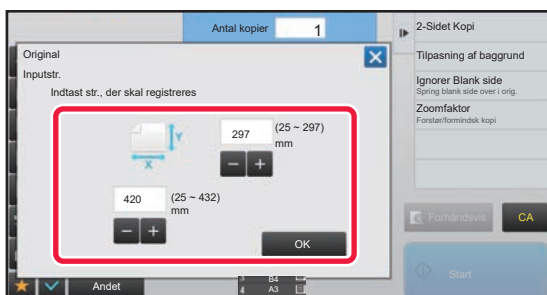 Antal kopier 1
Original
Inputstr.
Indtast str., der skal registreres
Y
X
297
(25 ~ 297)
mm
420
(25 ~ 432)
mm
OK
Andet
3 B4
4 A3
2-Sidet Kopi
Tilpasning af baggrund
Ignorer Blank side
Spring blank side over i orig.
Zoomfaktor
Forstør/formindsk kopi
Forhåndsvis
CA
Start